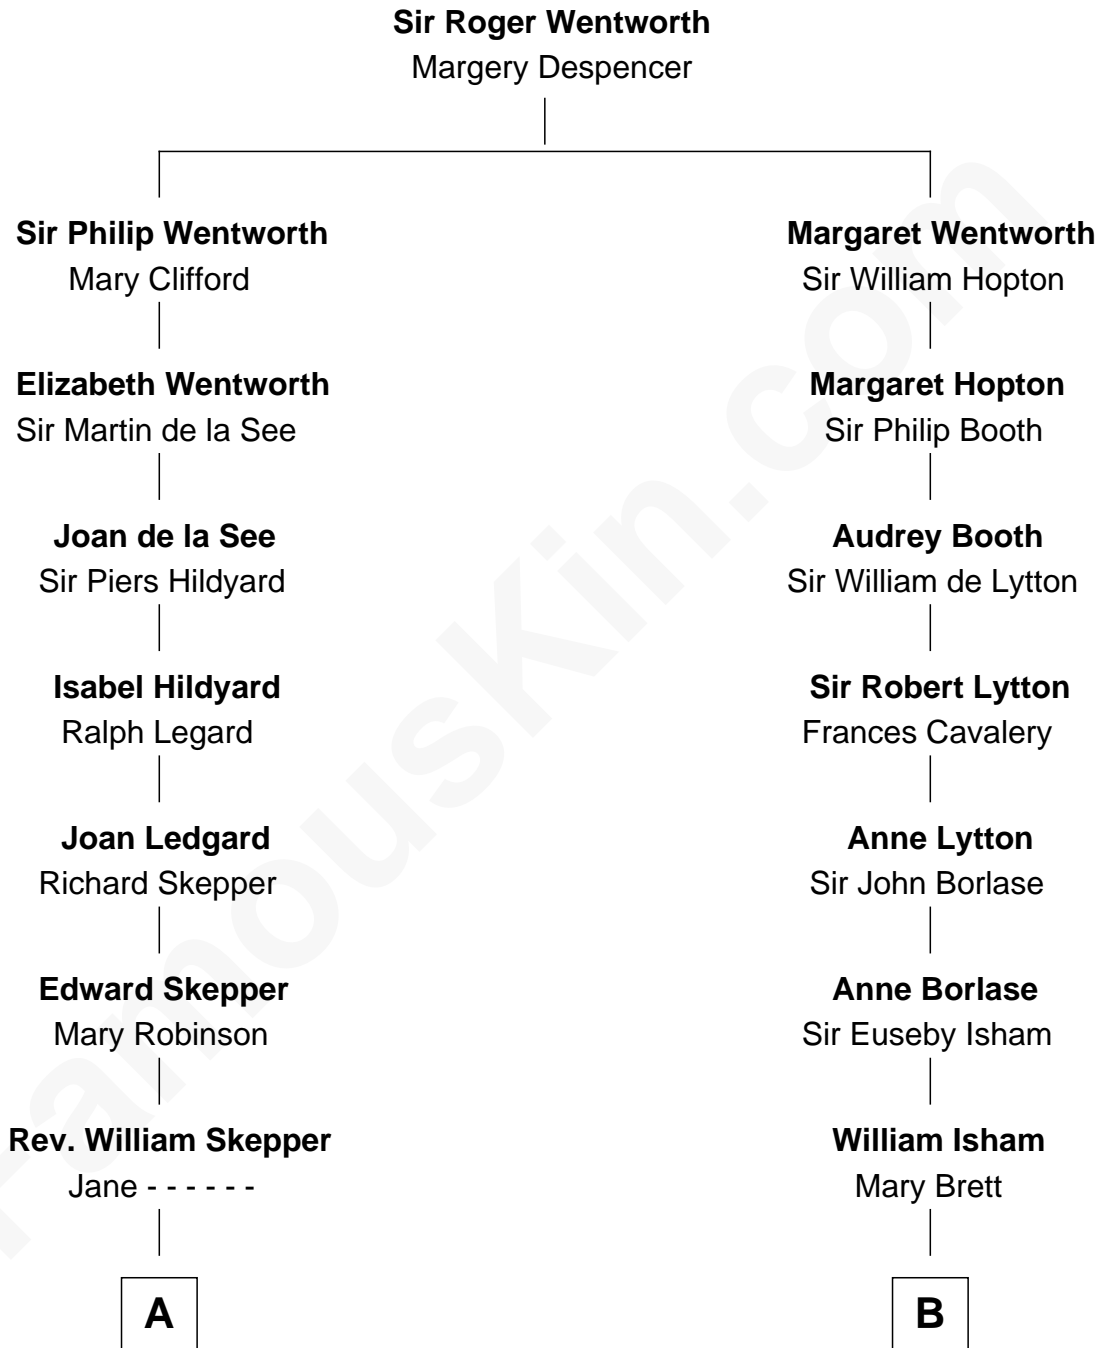 Sir Roger Wentworth
Margery Despencer
Sir Philip Wentworth
Mary Clifford
Margaret Wentworth
Sir William Hopton
Elizabeth Wentworth
Sir Martin de la See
Margaret Hopton
Sir Philip Booth
Joan de la See
Sir Piers Hildyard
Audrey Booth
Sir William de Lytton
Isabel Hildyard
Ralph Legard
Sir Robert Lytton
Frances Cavalery
Joan Ledgard
Richard Skepper
Anne Lytton
Sir John Borlase
Edward Skepper
Mary Robinson
Anne Borlase
Sir Euseby Isham
Rev. William Skepper
Jane - - - - - -
William Isham
Mary Brett
A
B
FamousKin.com